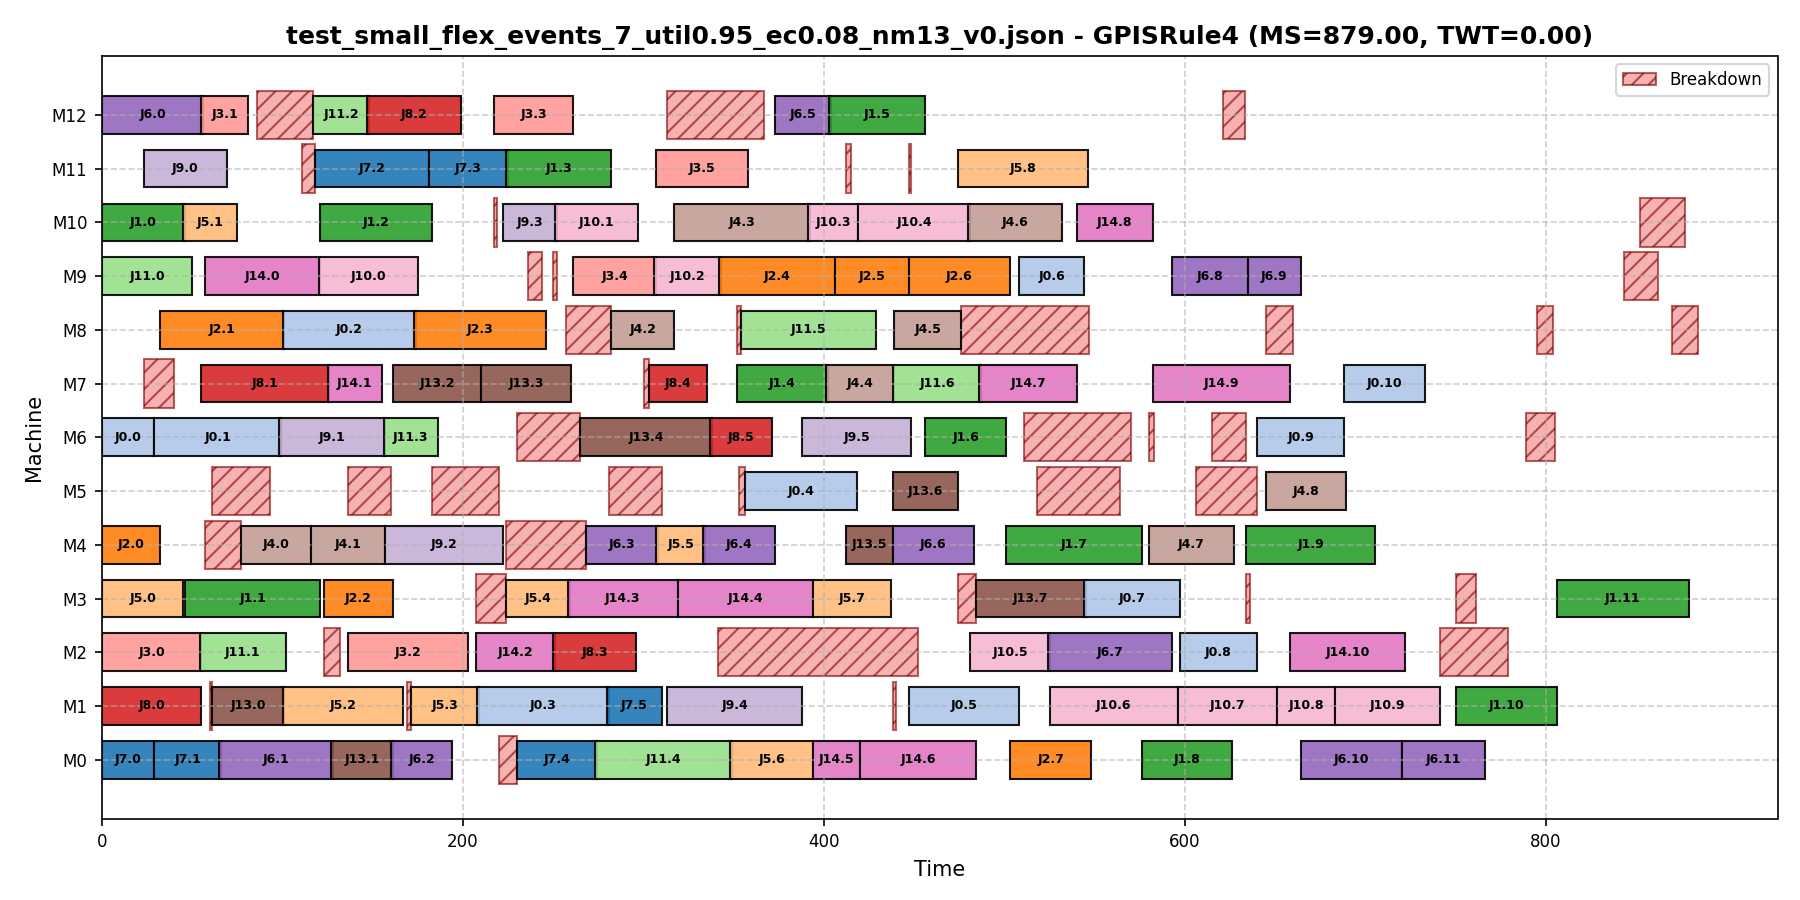 test_small_flex_events_7_util0.95_ec0.08_nm13_v0.json - GPISRule4 (MS=879.00, TWT=0.00)
Breakdown
M12 J6.0 J3.1 J11.2 J8.2 J3.3 J6.5 J1.5
M11 J9.0 J7.2 J7.3 J1.3 J3.5 J5.8
M10 J1.0 J5.1 J1.2 J9.3 J10.1 J4.3 J10.3 J10.4 J4.6 J14.8
M9 J11.0 J14.0 J10.0 J3.4 J10.2 J2.4 J2.5 J2.6 J0.6 J6.8 J6.9
M8 J2.1 J0.2 J2.3 J4.2 J11.5 J4.5
M7 J8.1 J14.1 J13.2 J13.3 J8.4 J1.4 J4.4 J11.6 J14.7 J14.9 J0.10
M6 J0.0 J0.1 J9.1 J11.3 J13.4 J8.5 J9.5 J1.6 J0.9
M5 J0.4 J13.6 J4.8
M4 J2.0 J4.0 J4.1 J9.2 J6.3 J5.5 J6.4 J13.5 J6.6 J1.7 J4.7 J1.9
M3 J5.0 J1.1 J2.2 J5.4 J14.3 J14.4 J5.7 J13.7 J0.7 J1.11
M2 J3.0 J11.1 J3.2 J14.2 J8.3 J10.5 J6.7 J0.8 J14.10
M1 J8.0 J13.0 J5.2 J5.3 J0.3 J7.5 J9.4 J0.5 J10.6 J10.7 J10.8 J10.9 J1.10
M0 J7.0 J7.1 J6.1 J13.1 J6.2 J7.4 J11.4 J5.6 J14.5 J14.6 J2.7 J1.8 J6.10 J6.11
Machine
0 200 400 600 800
Time